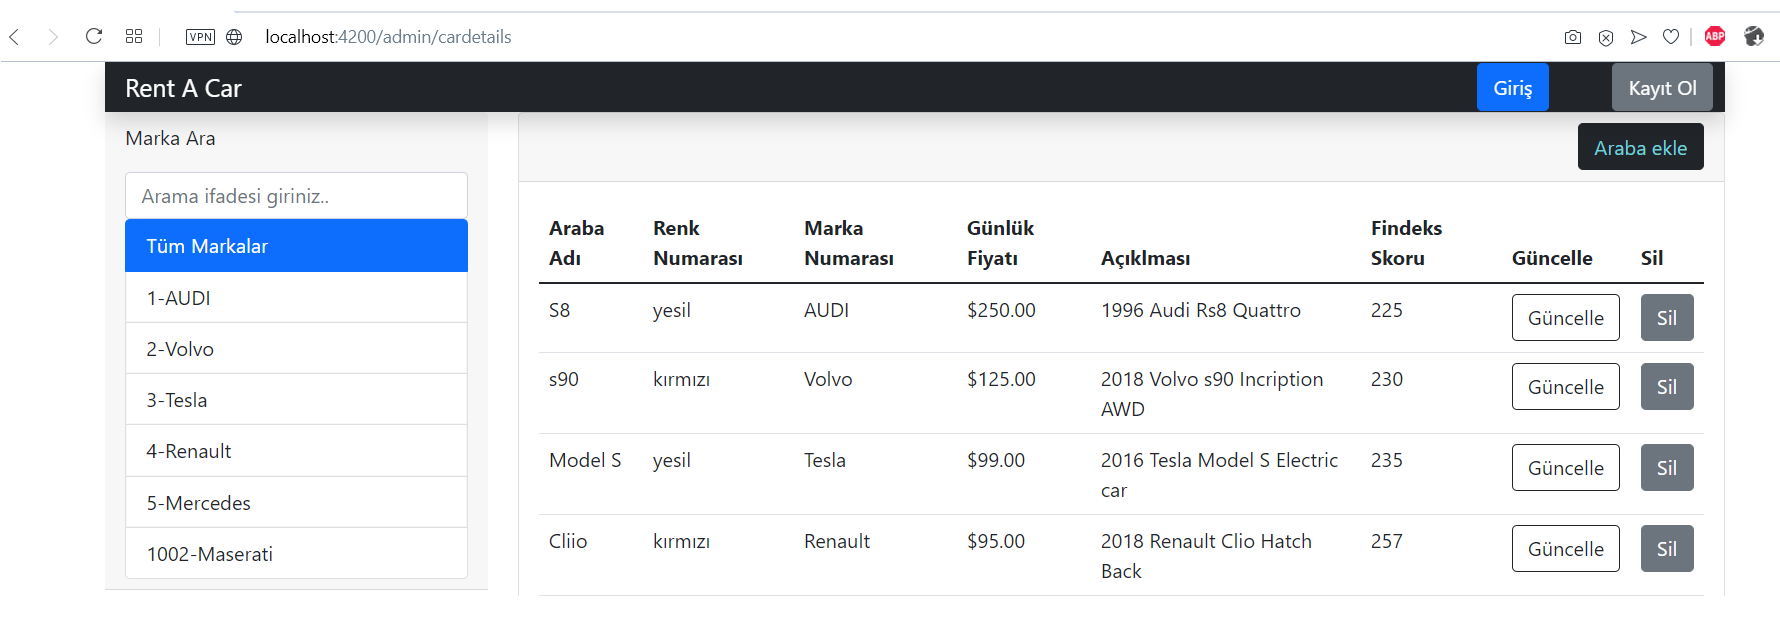 VPN localhost:4200/admin/cardetails ABP
Rent A Car Giriş Kayıt Ol
Marka Ara
Araba ekle
Arama ifadesi giriniz..
Tüm Markalar
1-AUDI
2-Volvo
3-Tesla
4-Renault
5-Mercedes
1002-Maserati
Araba Renk Marka Günlük Findeks
Adı Numarası Numarası Fiyatı Açıklması Skoru Güncelle Sil
S8 yesil AUDI $250.00 1996 Audi Rs8 Quattro 225 Güncelle Sil
s90 kırmızı Volvo $125.00 2018 Volvo s90 Incription 230 Güncelle Sil
AWD
Model S yesil Tesla $99.00 2016 Tesla Model S Electric 235 Güncelle Sil
car
Cliio kırmızı Renault $95.00 2018 Renault Clio Hatch 257 Güncelle Sil
Back